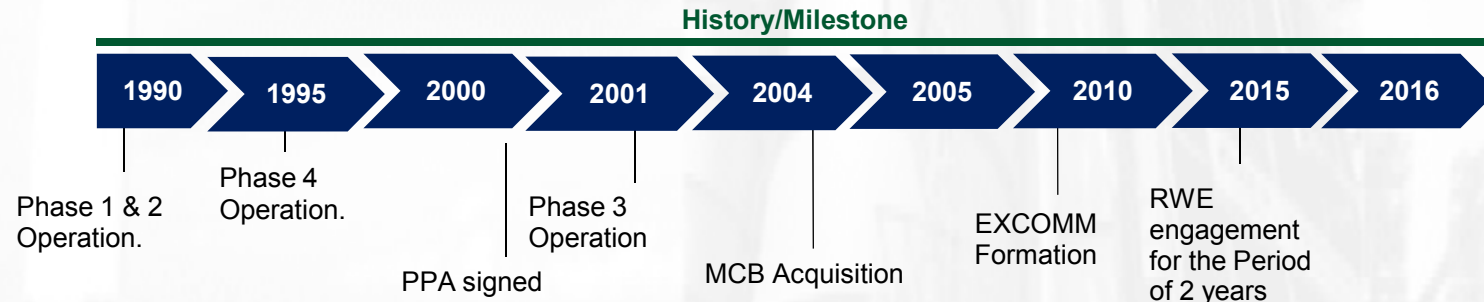 History/Milestone
1990
1995
2000
2001
2004
2005
2010
2015
2016
Phase 1 & 2
Operation.
Phase 4
Operation.
PPA signed
Phase 3
Operation
MCB Acquisition
EXCOMM
Formation
RWE
engagement
for the Period
of 2 years